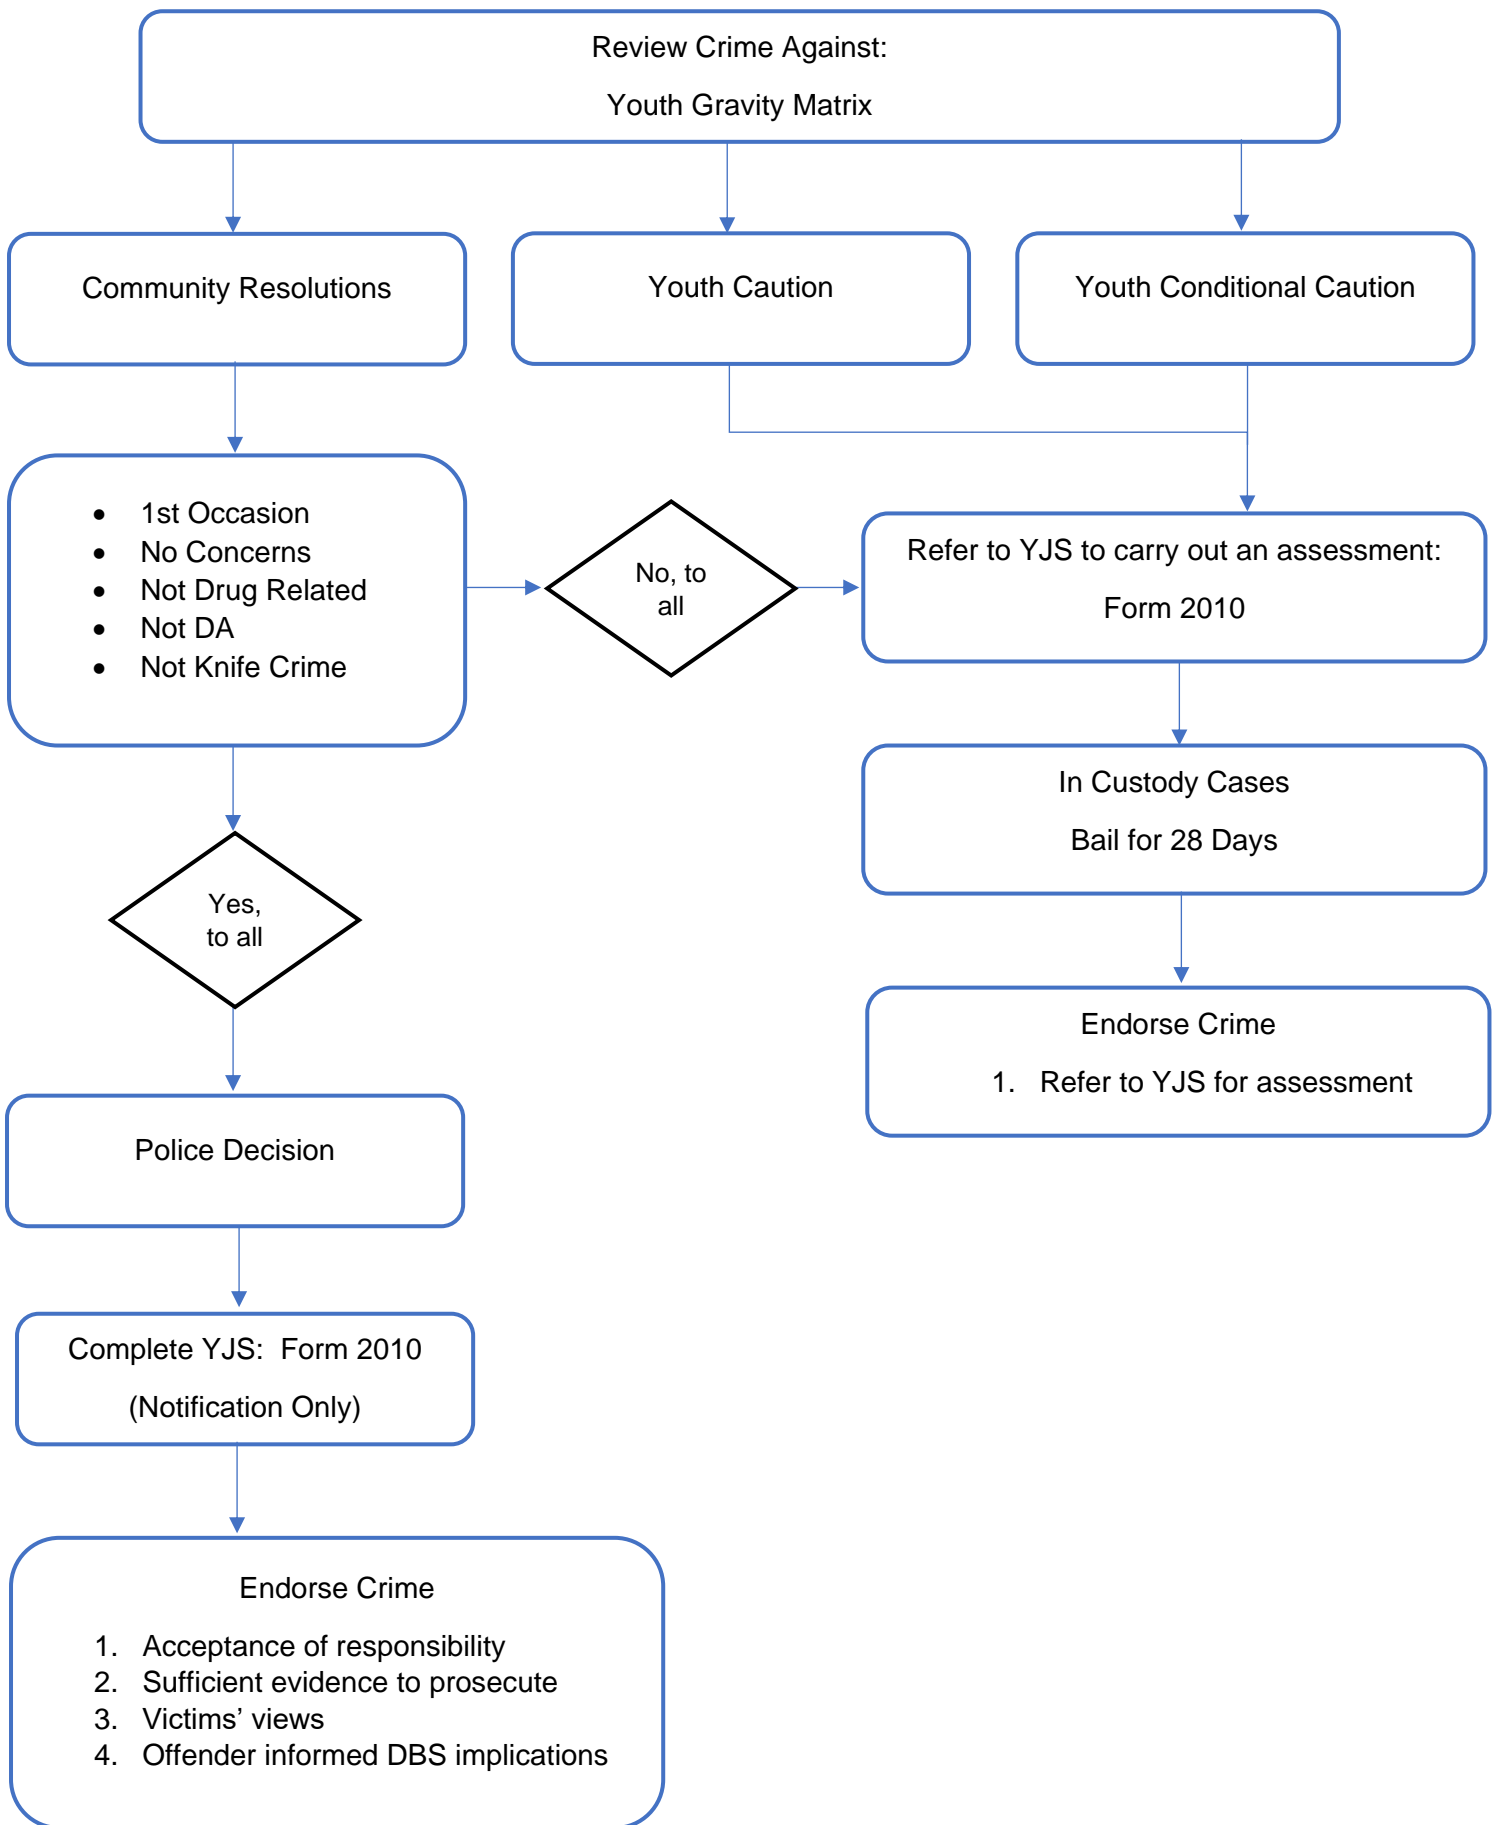 Review Crime Against:
Youth Gravity Matrix
Community Resolutions
Youth Caution
Youth Conditional Caution
• 1st Occasion
• No Concerns
• Not Drug Related
• Not DA
• Not Knife Crime
No, to
all
Refer to YJS to carry out an assessment:
Form 2010
In Custody Cases
Bail for 28 Days
Yes,
to all
Endorse Crime
1. Refer to YJS for assessment
Police Decision
Complete YJS: Form 2010
(Notification Only)
Endorse Crime
1. Acceptance of responsibility
2. Sufficient evidence to prosecute
3. Victims’ views
4. Offender informed DBS implications